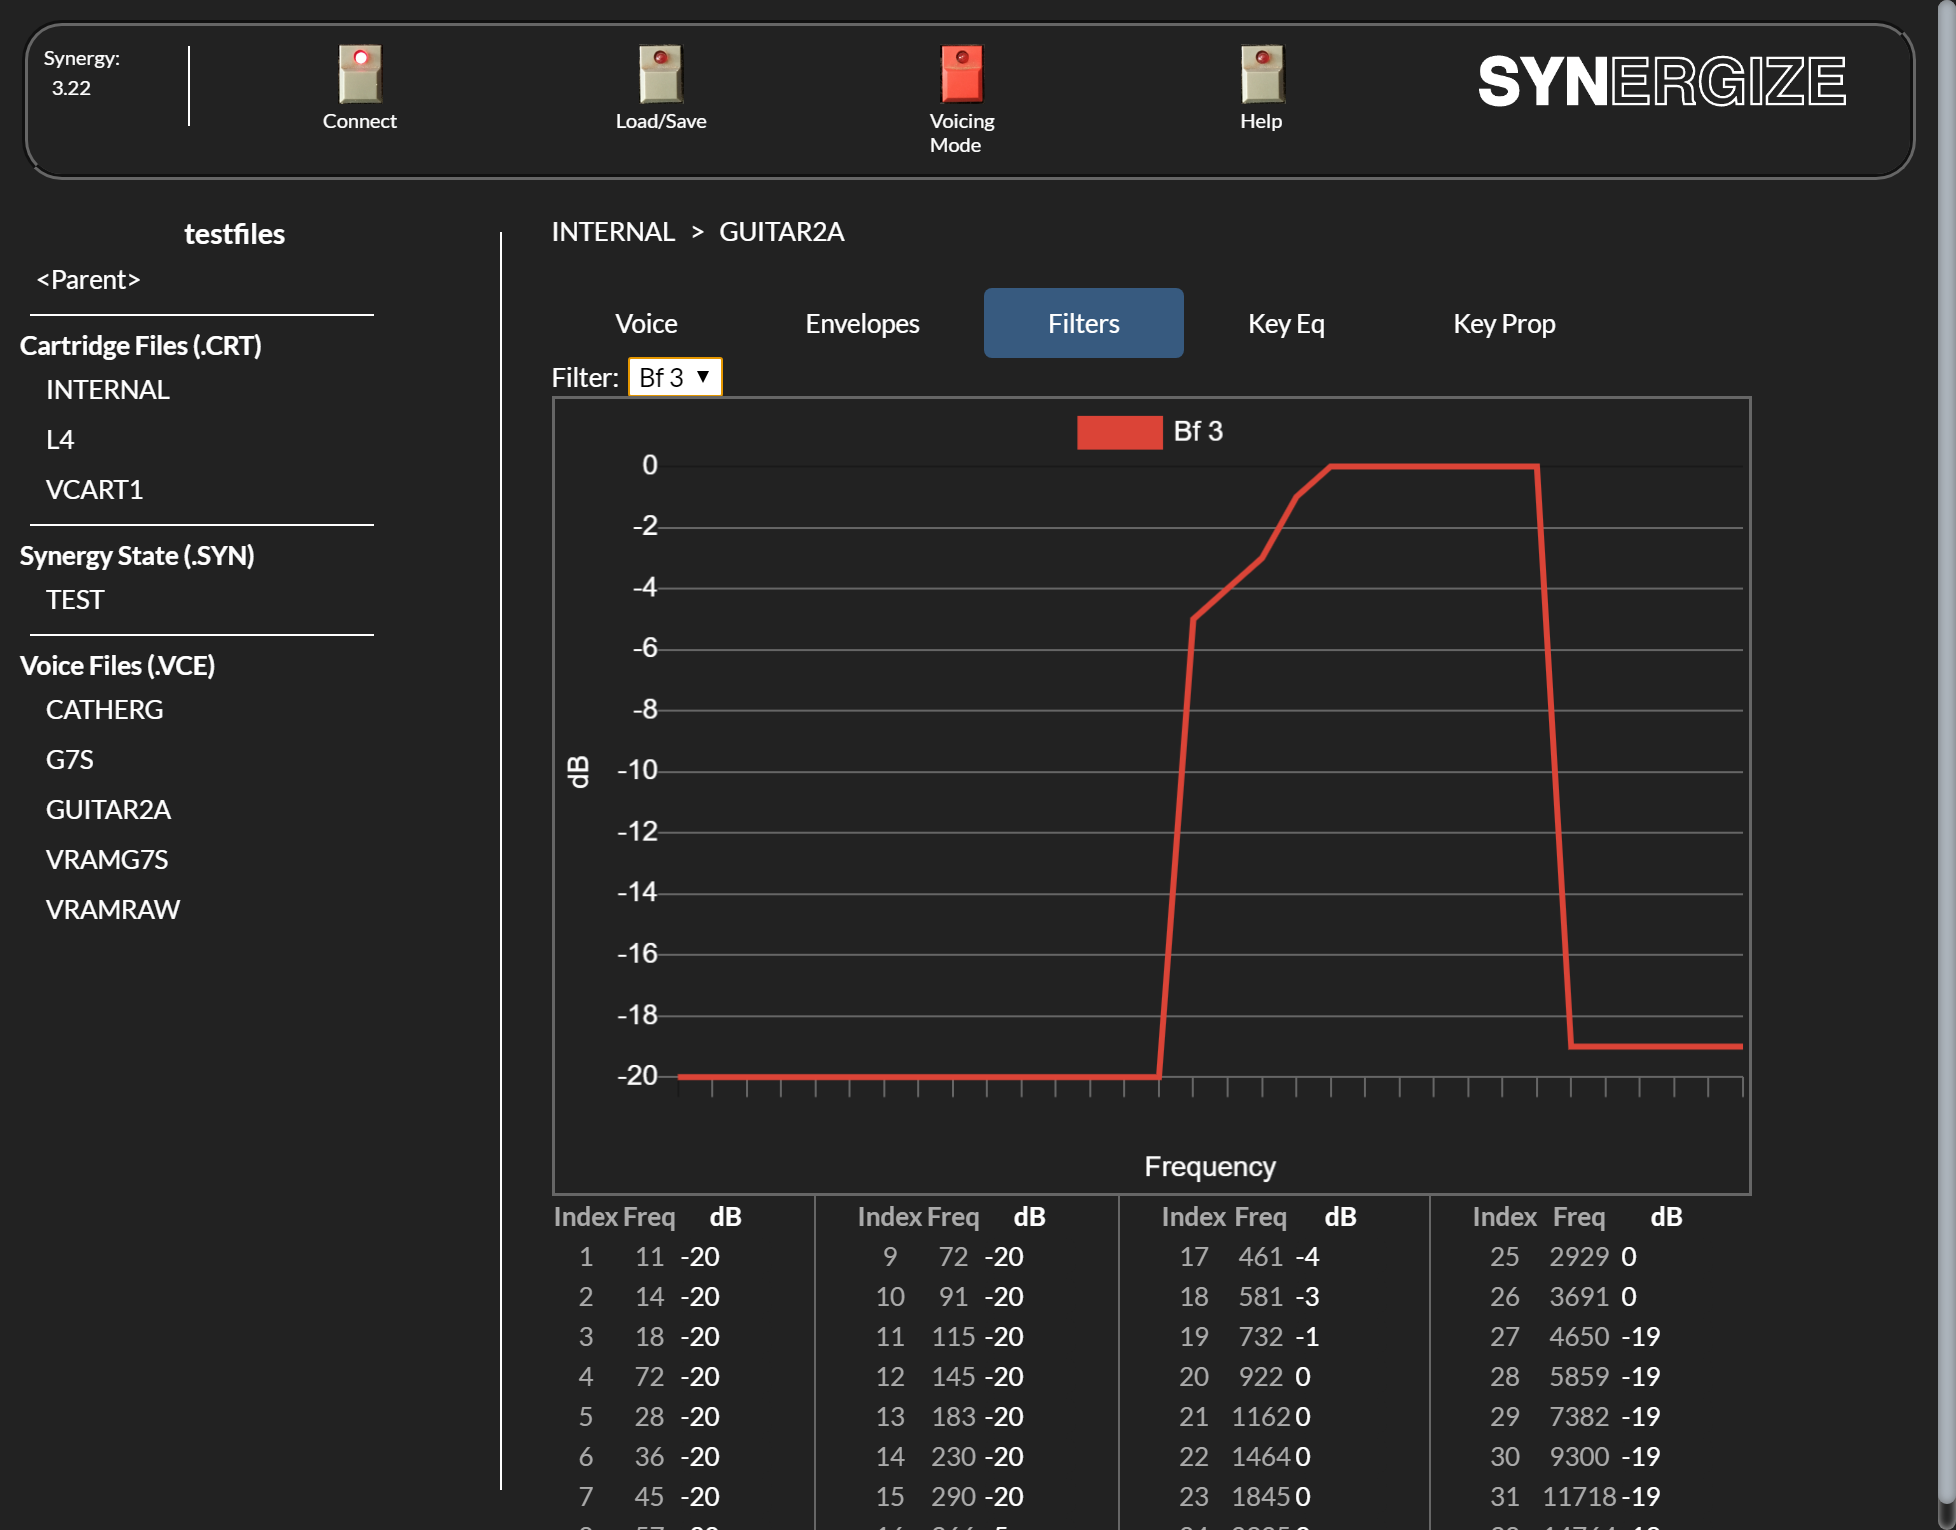 Synergy:
3.22
Connect
Load/Save
Voicing
Mode
Help
SYNERGIZE
testfiles
<Parent>
Cartridge Files (.CRT)
INTERNAL
L4
VCART1
Synergy State (.SYN)
TEST
Voice Files (.VCE)
CATHERG
G7S
GUITAR2A
VRAMG7S
VRAMRAW
INTERNAL > GUITAR2A
Voice Envelopes Filters Key Eq Key Prop
Filter: Bf 3 ▼
Bf 3
0
-2
-4
-6
-8
-10
-12
-14
-16
-18
-20
dB
Frequency
Index Freq dB Index Freq dB Index Freq dB Index Freq dB
1 11 -20 9 72 -20 17 461 -4 25 2929 0
2 14 -20 10 91 -20 18 581 -3 26 3691 0
3 18 -20 11 115 -20 19 732 -1 27 4650 -19
4 72 -20 12 145 -20 20 922 0 28 5859 -19
5 28 -20 13 183 -20 21 1162 0 29 7382 -19
6 36 -20 14 230 -20 22 1464 0 30 9300 -19
7 45 -20 15 290 -20 23 1845 0 31 11718 -19